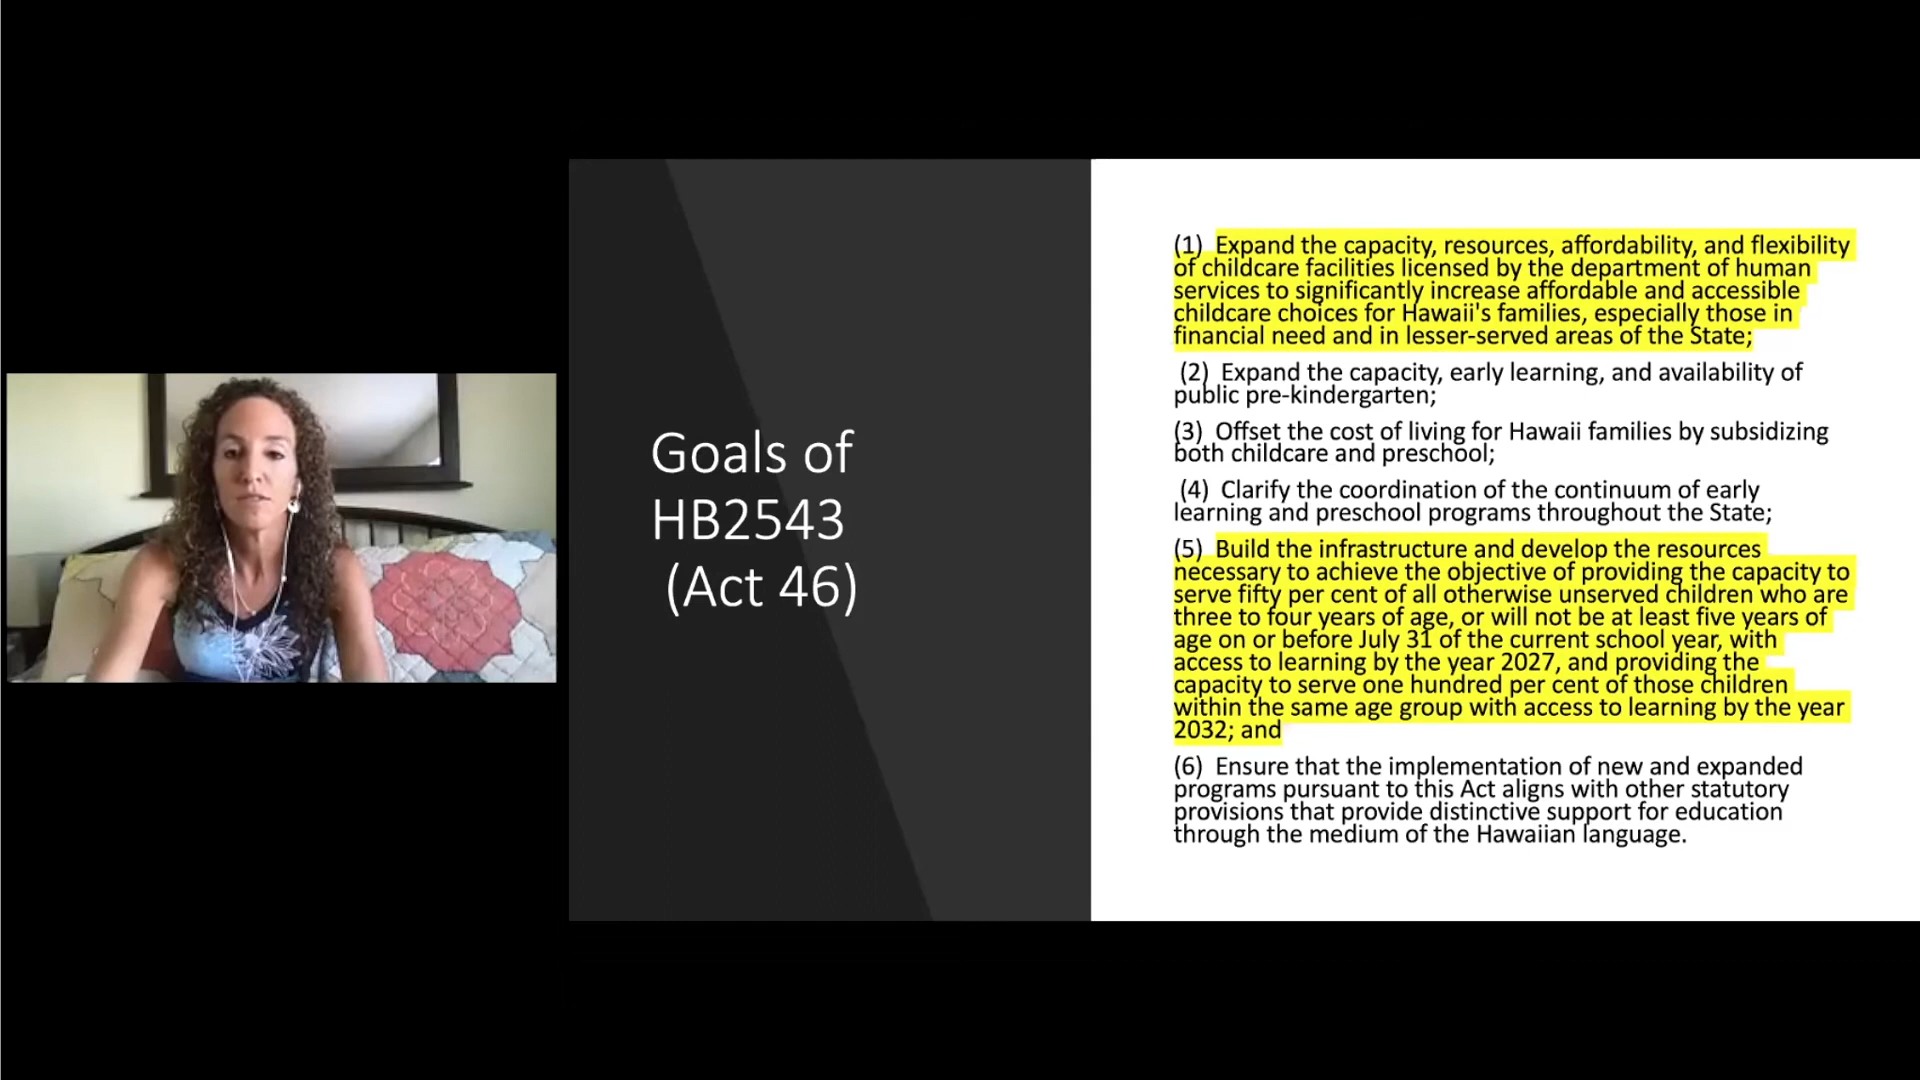 Goals of
HB2543
(Act 46)
(1) Expand the capacity, resources, affordability, and flexibility
of childcare facilities licensed by the department of human
services to significantly increase affordable and accessible
childcare choices for Hawaii's families, especially those in
financial need and in lesser-served areas of the State;
(2) Expand the capacity, early learning, and availability of
public pre-kindergarten;
(3) Offset the cost of living for Hawaii families by subsidizing
both childcare and preschool;
(4) Clarify the coordination of the continuum of early
learning and preschool programs throughout the State;
(5) Build the infrastructure and develop the resources
necessary to achieve the objective of providing the capacity to
serve fifty per cent of all otherwise unserved children who are
three to four years of age, or will not be at least five years of
age on or before July 31 of the current school year, with
access to learning by the year 2027, and providing the
capacity to serve one hundred per cent of those children
within the same age group with access to learning by the year
2032; and
(6) Ensure that the implementation of new and expanded
programs pursuant to this Act aligns with other statutory
provisions that provide distinctive support for education
through the medium of the Hawaiian language.